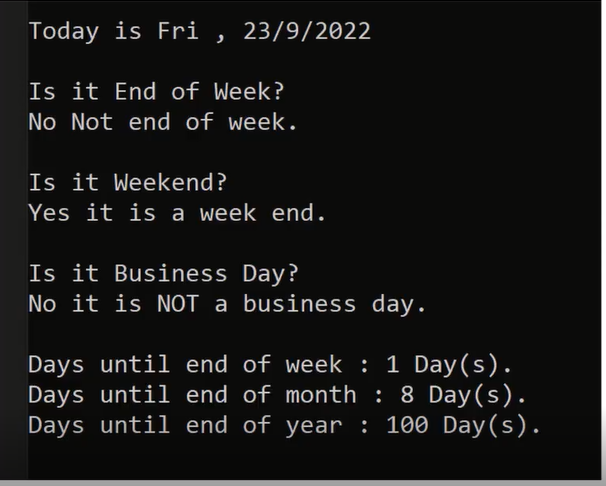 Today is Fri , 23/9/2022
Is it End of Week?
No Not end of week.
Is it Weekend?
Yes it is a week end.
Is it Business Day?
No it is NOT a business day.
Days until end of week : 1 Day(s).
Days until end of month : 8 Day(s).
Days until end of year : 100 Day(s).